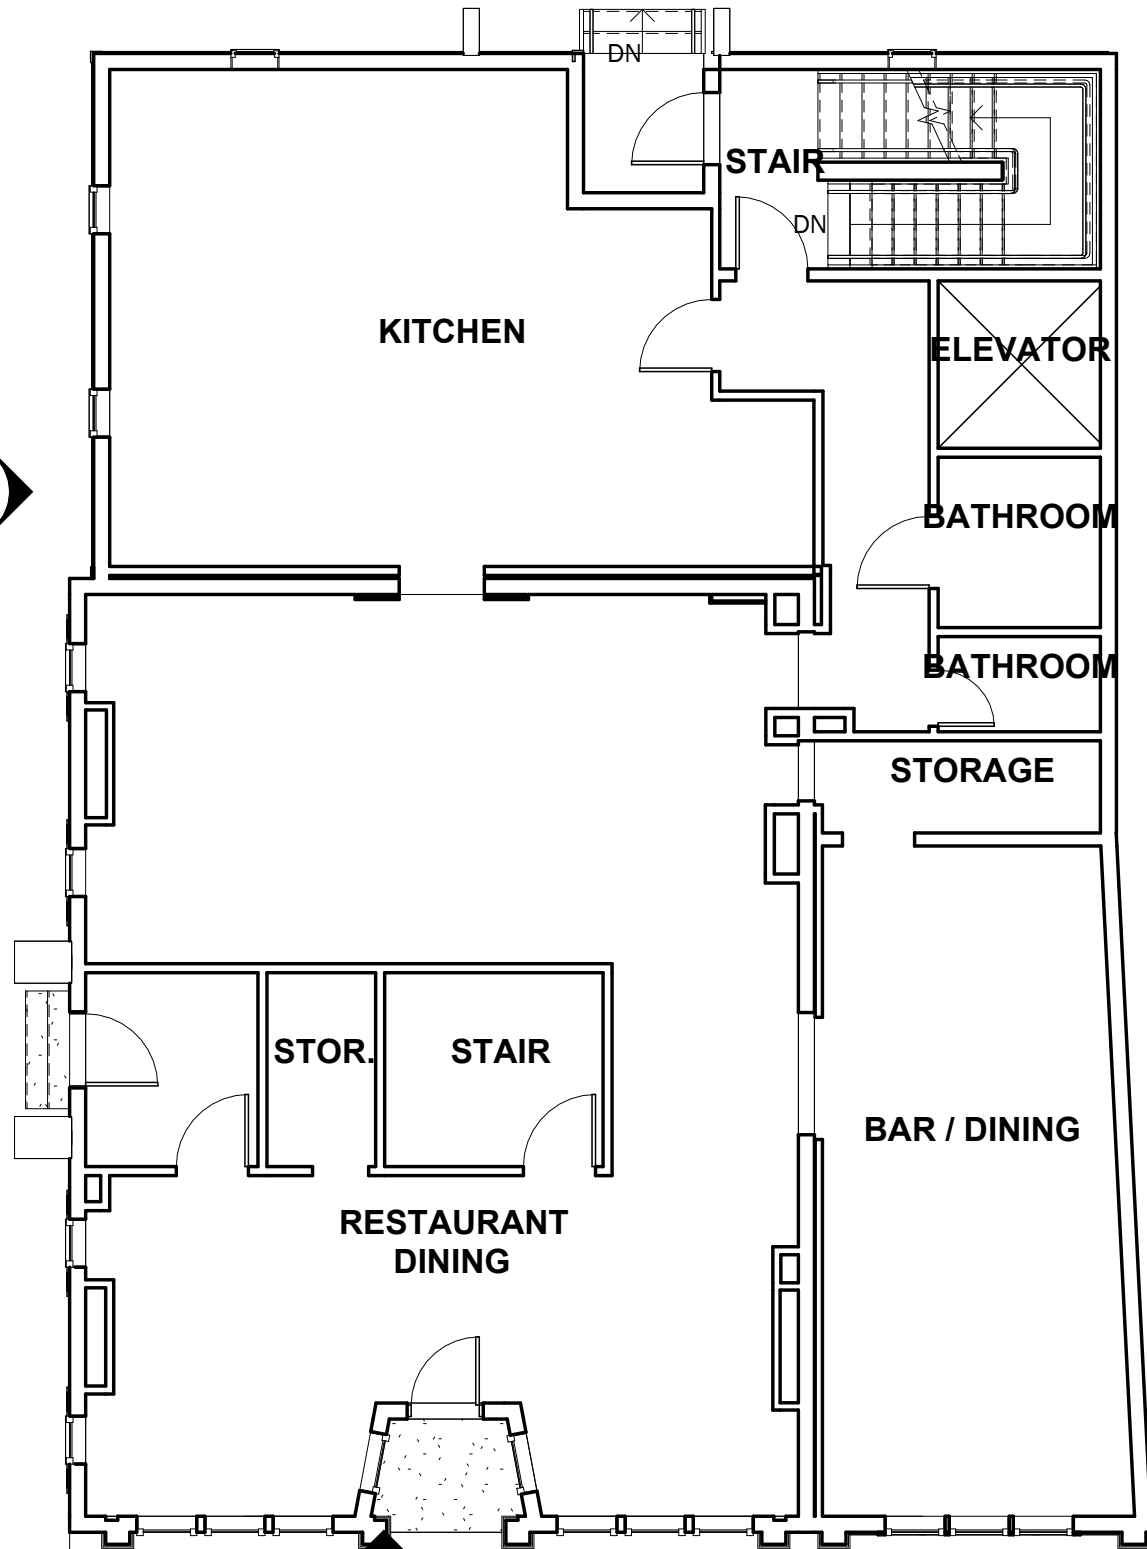 DN
STAIR
DN
KITCHEN
ELEVATOR
BATHROOM
BATHROOM
STORAGE
STOR.
STAIR
BAR / DINING
RESTAURANT
DINING